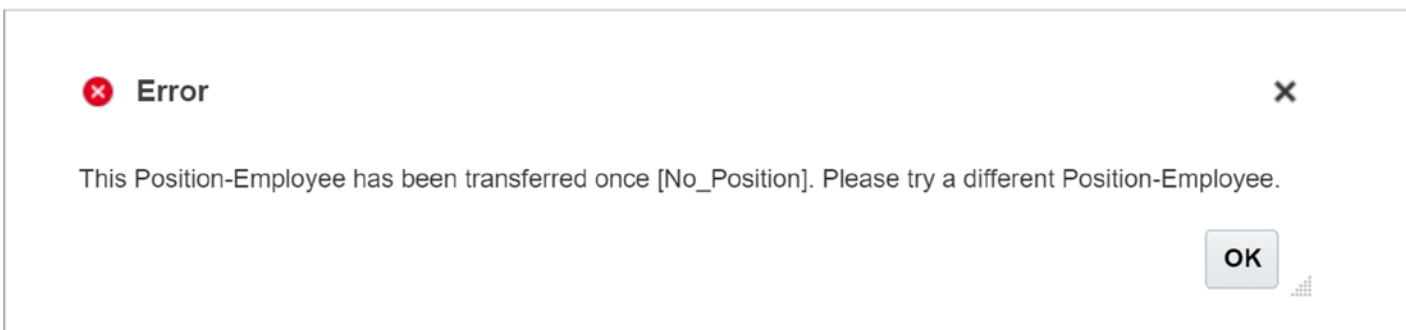 Error
This Position-Employee has been transferred once [No_Position]. Please try a different Position-Employee.
OK